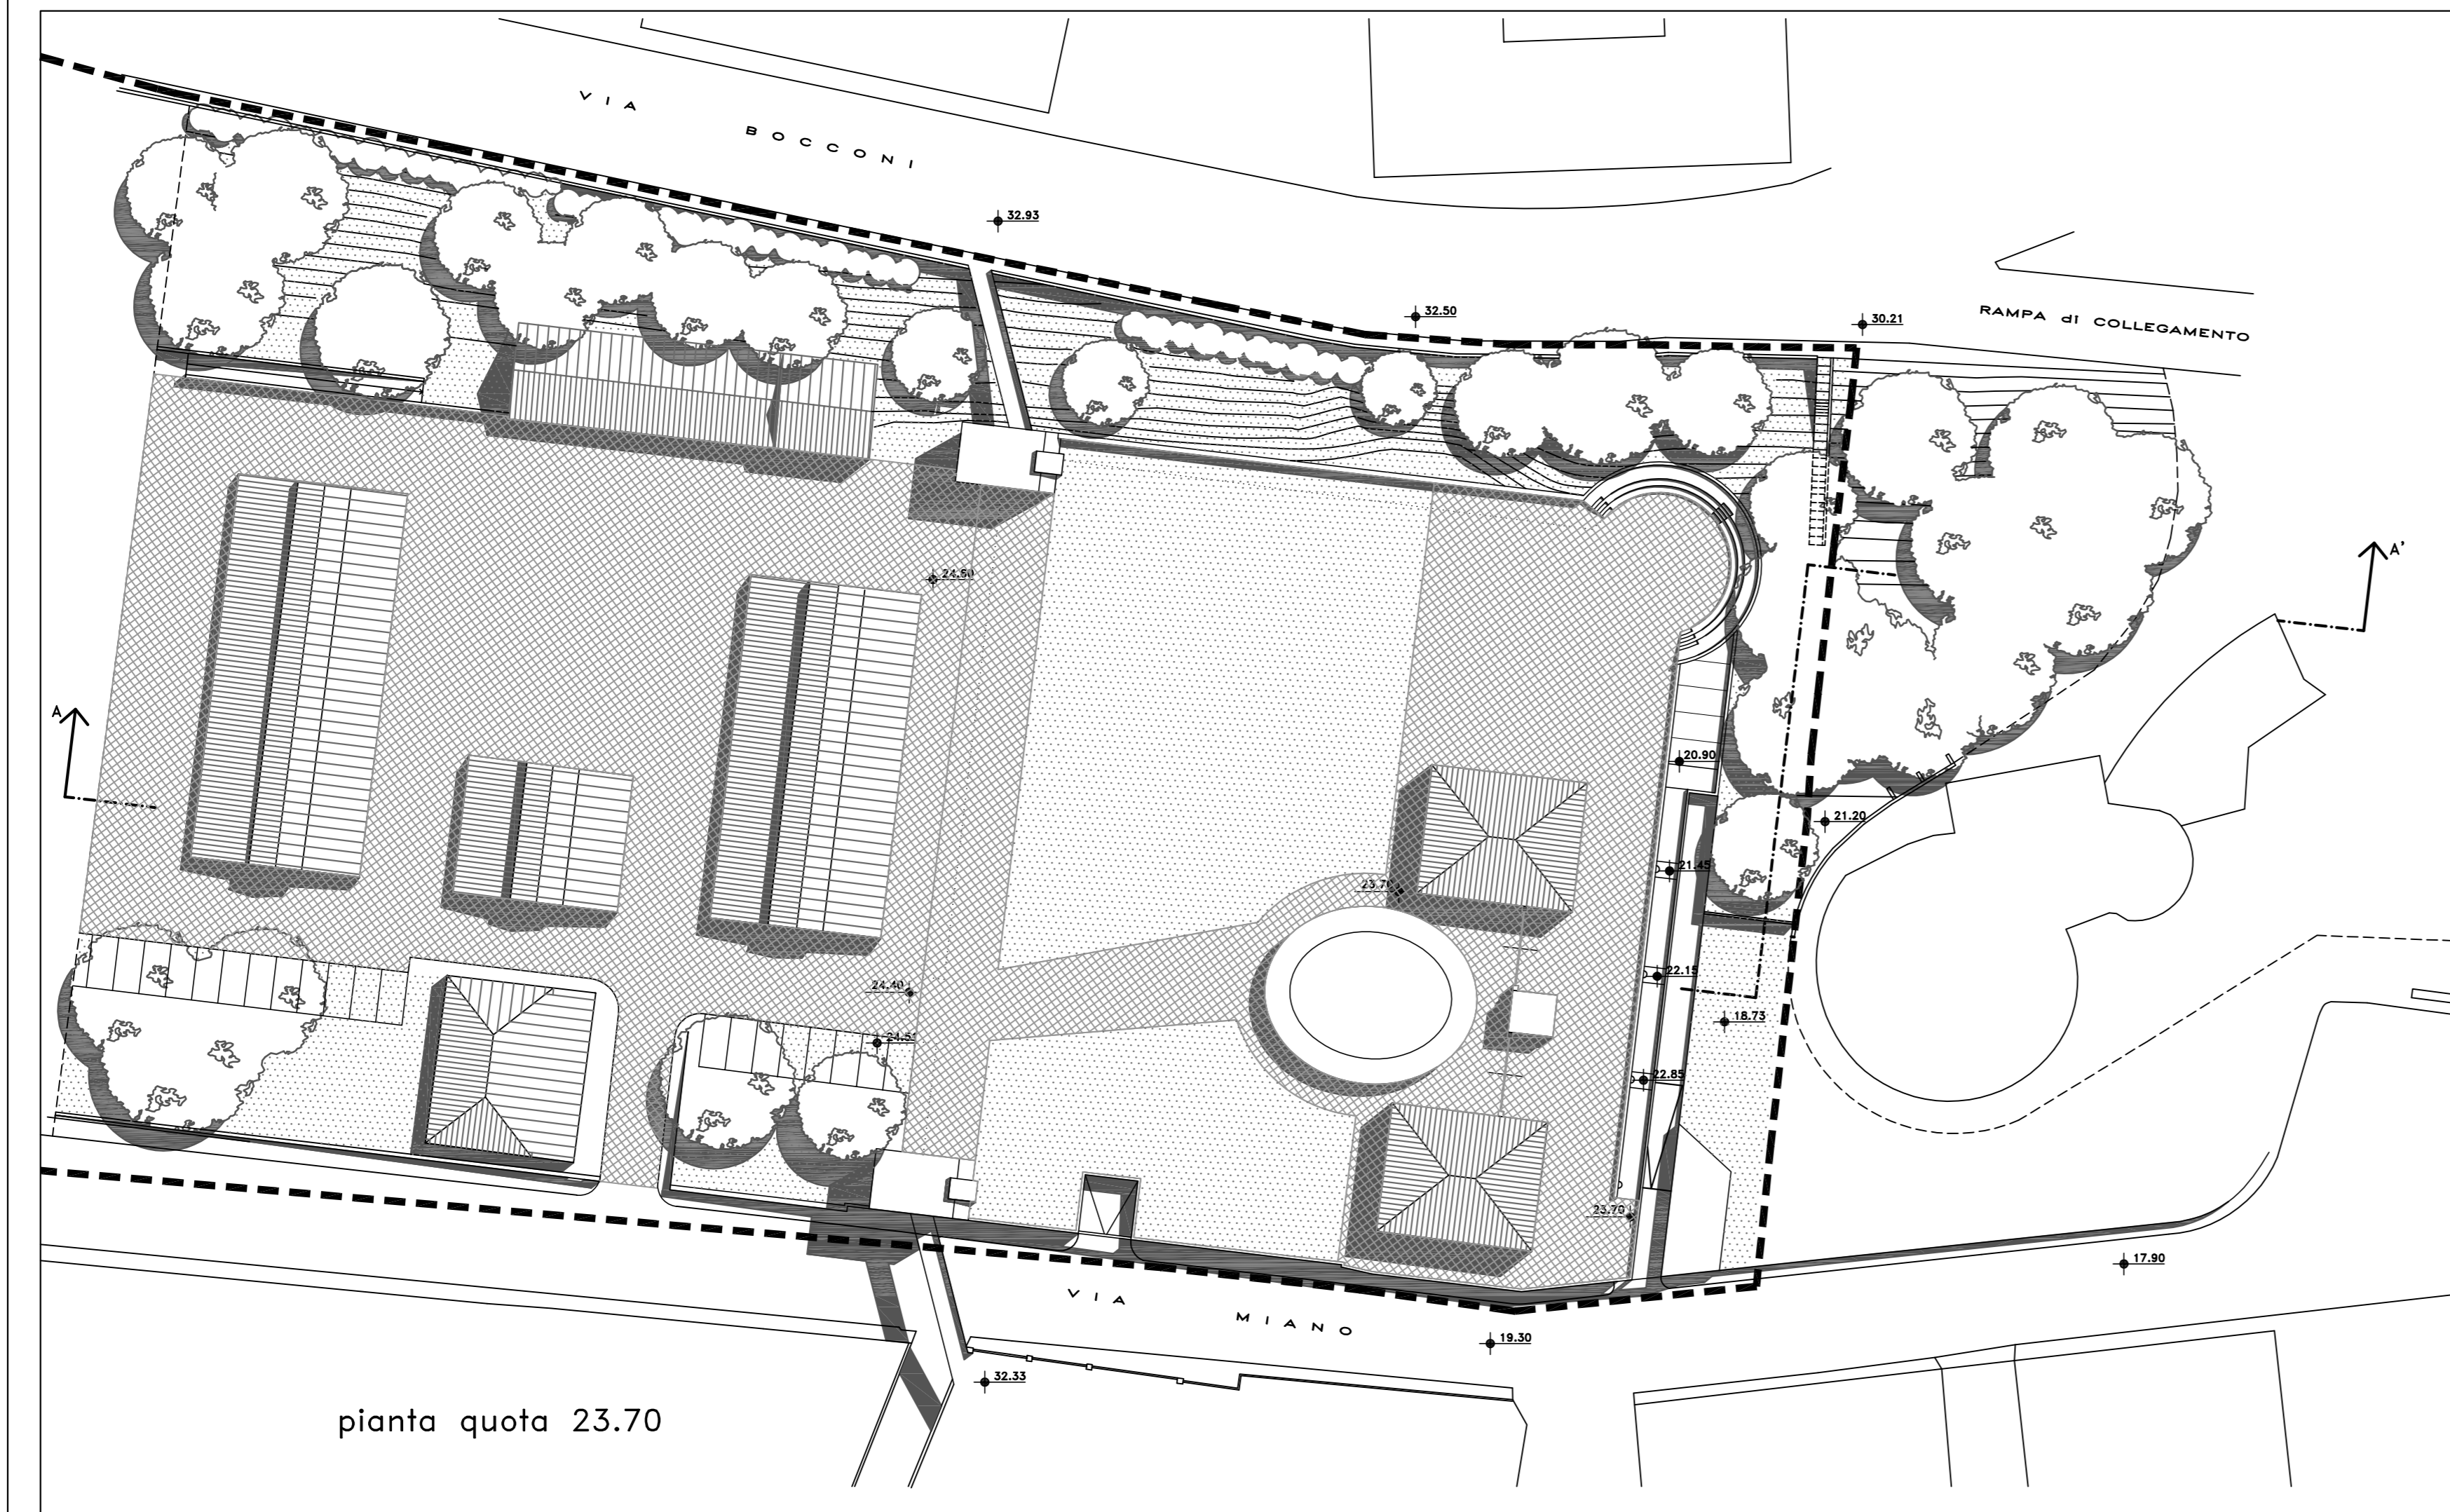 VIA BOCCONI
32.93
32.50
30.21
RAMPA dI COLLEGAMENTO
A'
24.50
A
20.90
21.20
21.45
23.70
22.15
24.40
18.73
22.85
23.70
17.90
VIA MIANO
19.30
32.33
pianta quota 23.70